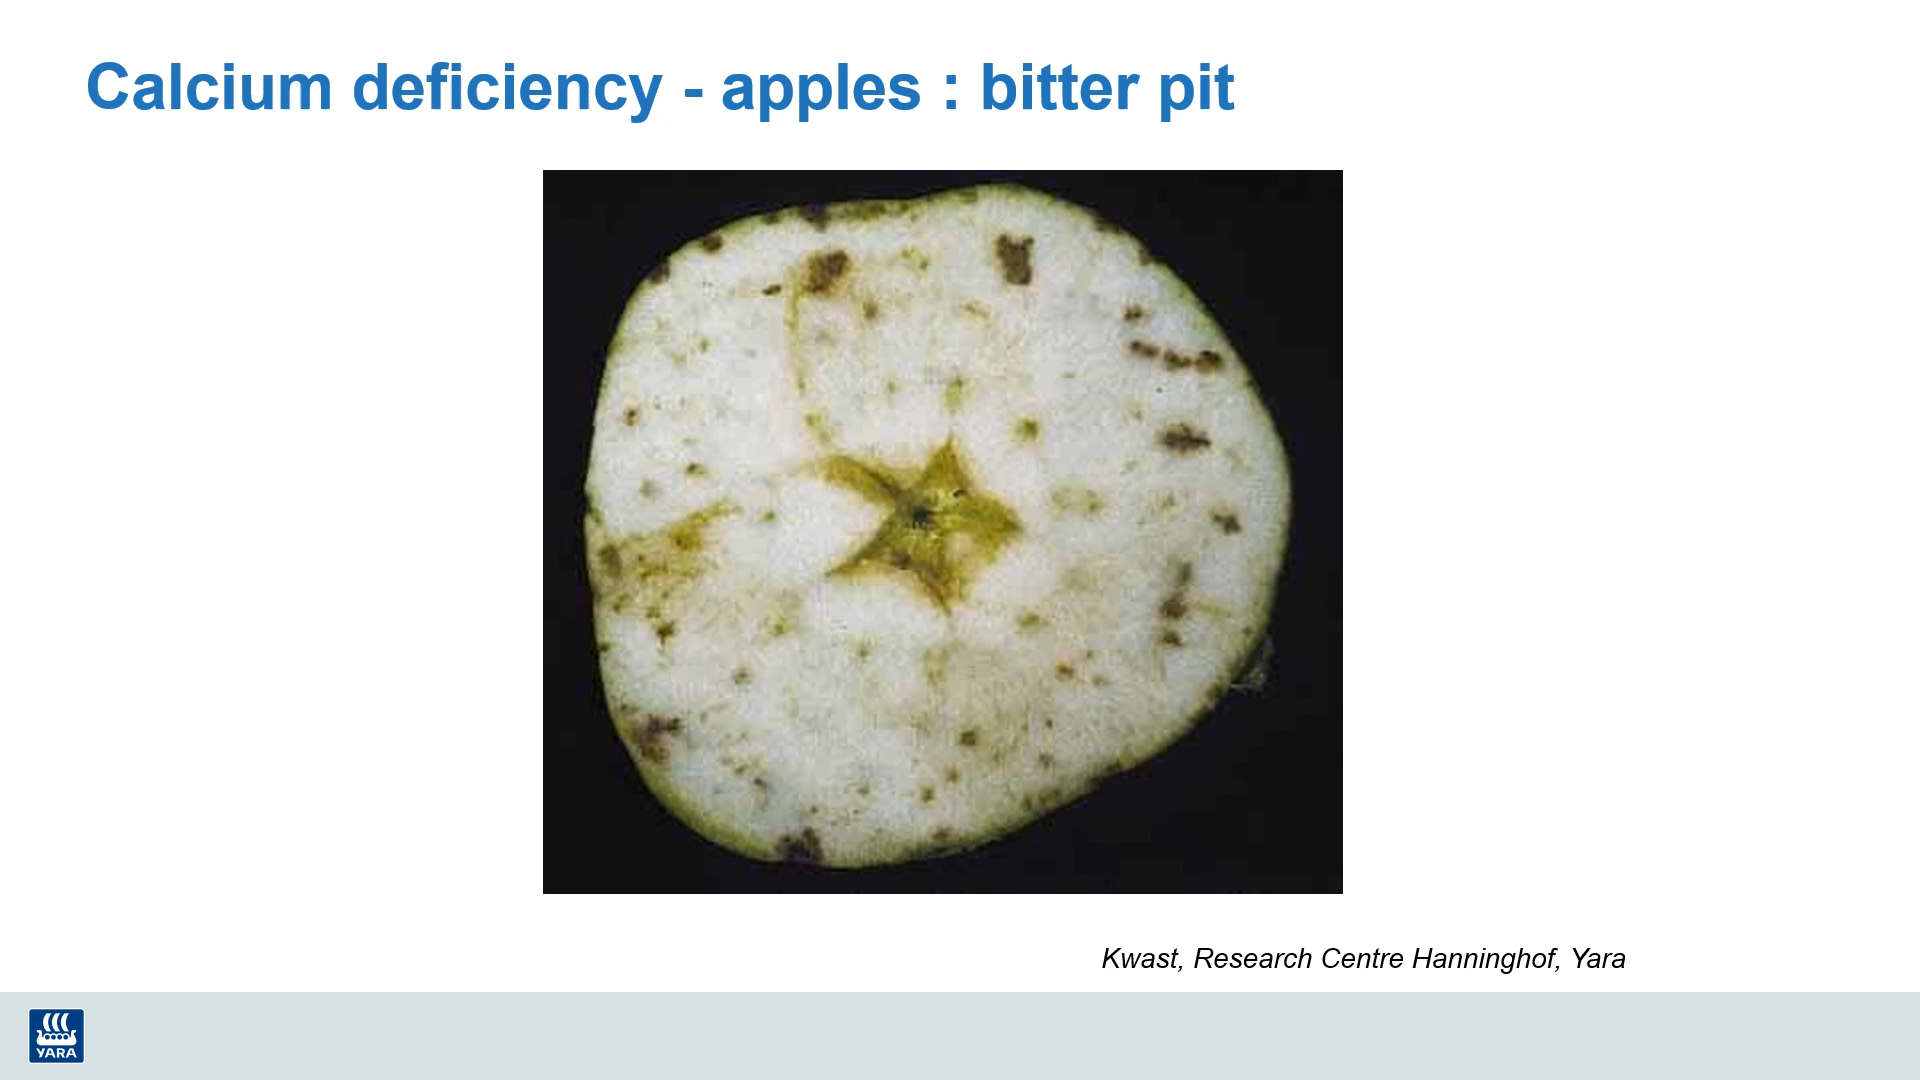 Calcium deficiency - apples : bitter pit
Kwast, Research Centre Hanninghof, Yara
YARA